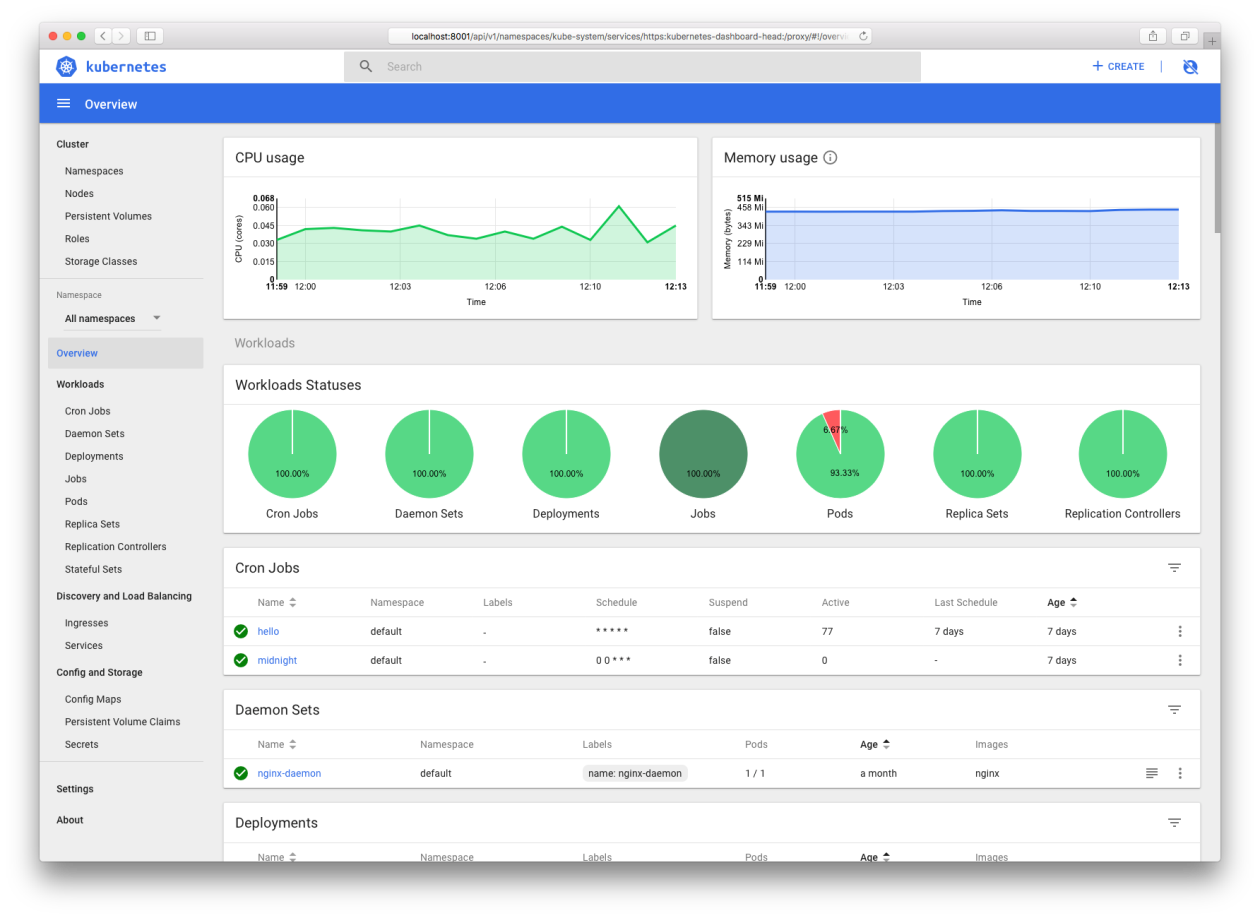 localhost:8001/api/v1/namespaces/kube-system/services/https:kubernetes-dashboard-head:/proxy/#!/overvi
kubernetes
Search
+ CREATE
Overview
Cluster
Namespaces
Nodes
Persistent Volumes
Roles
Storage Classes
Namespace
All namespaces
Overview
Workloads
Cron Jobs
Daemon Sets
Deployments
Jobs
Pods
Replica Sets
Replication Controllers
Stateful Sets
Discovery and Load Balancing
Ingresses
Services
Config and Storage
Config Maps
Persistent Volume Claims
Secrets
Settings
About
CPU usage
CPU (cores)
0.068
0.060
0.045
0.030
0.015
0
11:59 12:00 12:03 12:06 12:10 12:13
Time
Memory usage
Memory (bytes)
515 Mi
458 Mi
343 Mi
229 Mi
114 Mi
0
11:59 12:00 12:03 12:06 12:10 12:13
Time
Workloads
Workloads Statuses
6.67%
100.00% 100.00% 100.00% 100.00% 93.33% 100.00% 100.00%
Cron Jobs Daemon Sets Deployments Jobs Pods Replica Sets Replication Controllers
Cron Jobs
Name Namespace Labels Schedule Suspend Active Last Schedule Age
hello default - * * * * * false 77 7 days 7 days
midnight default - 0 0 * * * false 0 - 7 days
Daemon Sets
Name Namespace Labels Pods Age Images
nginx-daemon default name: nginx-daemon 1 / 1 a month nginx
Deployments
Name Namespace Labels Pods Age Images